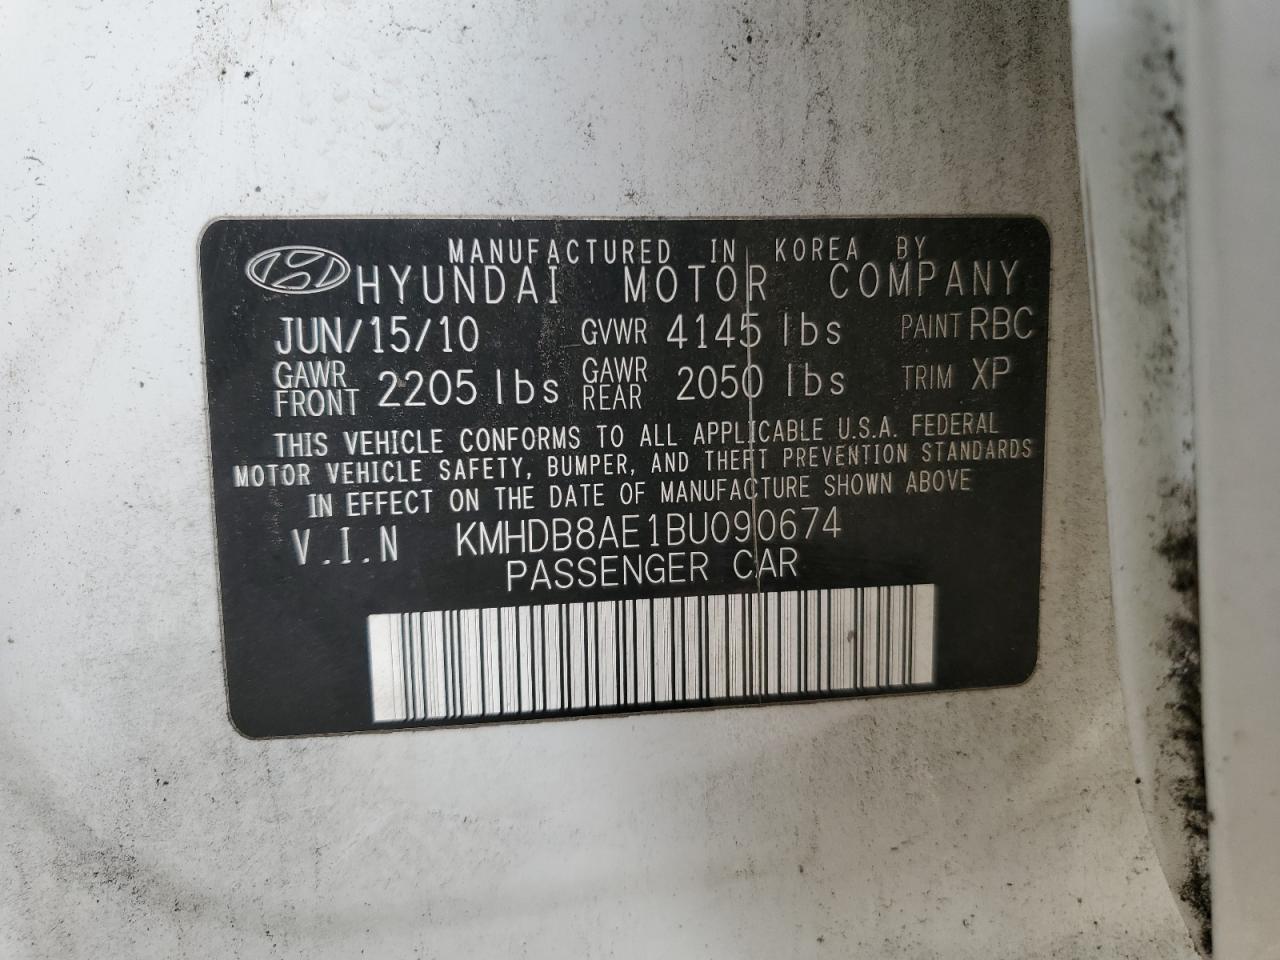 MANUFACTURED IN KOREA BY
HYUNDAI MOTOR COMPANY
JUN/15/10 GVWR 4145 lbs PAINT RBC
GAWR FRONT 2205 lbs GAWR REAR 2050 lbs TRIM XP
THIS VEHICLE CONFORMS TO ALL APPLICABLE U.S.A. FEDERAL
MOTOR VEHICLE SAFETY, BUMPER, AND THEFT PREVENTION STANDARDS
IN EFFECT ON THE DATE OF MANUFACTURE SHOWN ABOVE
V.I.N KMHDB8AE1BU090674
PASSENGER CAR